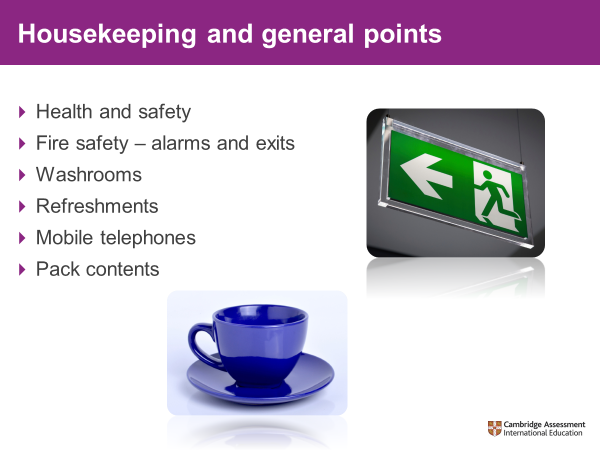 Housekeeping and general points
Health and safety
Fire safety – alarms and exits
Washrooms
Refreshments
Mobile telephones
Pack contents
Cambridge Assessment
International Education